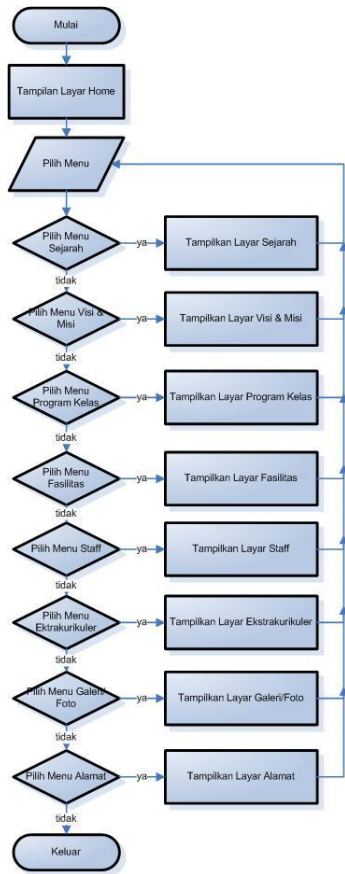 Mulai
Tampilan Layar Home
Pilih Menu
Pilih Menu
Sejarah
ya
Tampilkan Layar Sejarah
tidak
Pilih Menu Visi &
Misi
ya
Tampilkan Layar Visi & Misi
tidak
Pilih Menu
Program Kelas
ya
Tampilkan Layar Program Kelas
tidak
Pilih Menu
Fasilitas
ya
Tampilkan Layar Fasilitas
tidak
Pilih Menu Staff
ya
Tampilkan Layar Staff
tidak
Pilih Menu
Ektrakurikuler
ya
Tampilkan Layar Ekstrakurikuler
tidak
Pilih Menu Galeri/
Foto
ya
Tampilkan Layar Galeri/Foto
tidak
Pilih Menu Alamat
ya
Tampilkan Layar Alamat
tidak
Keluar